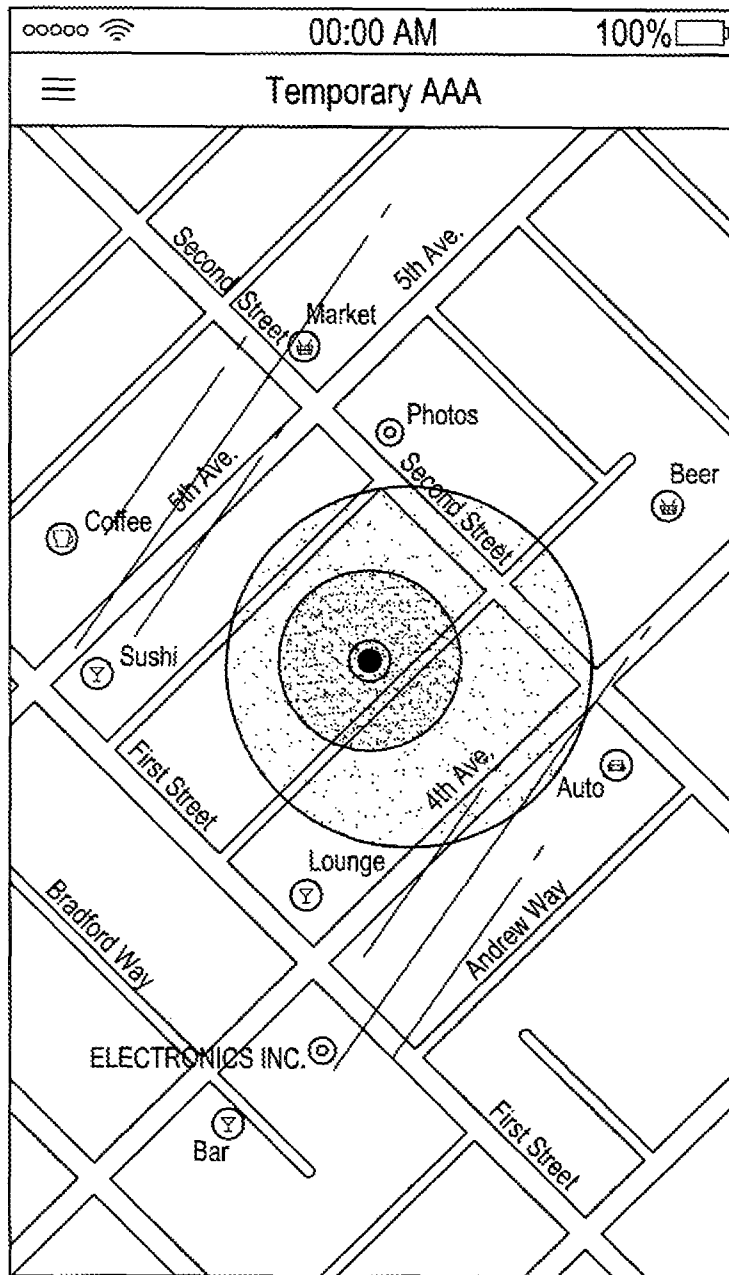 00:00 AM
100%
Temporary AAA
Second Street
5th Ave.
Market
Photos
5th Ave.
Second Street
Beer
Coffee
Sushi
First Street
4th Ave,
Auto
Lounge
Bradford Way
Andrew Way
ELECTRONICS INC.
Bar
First Street